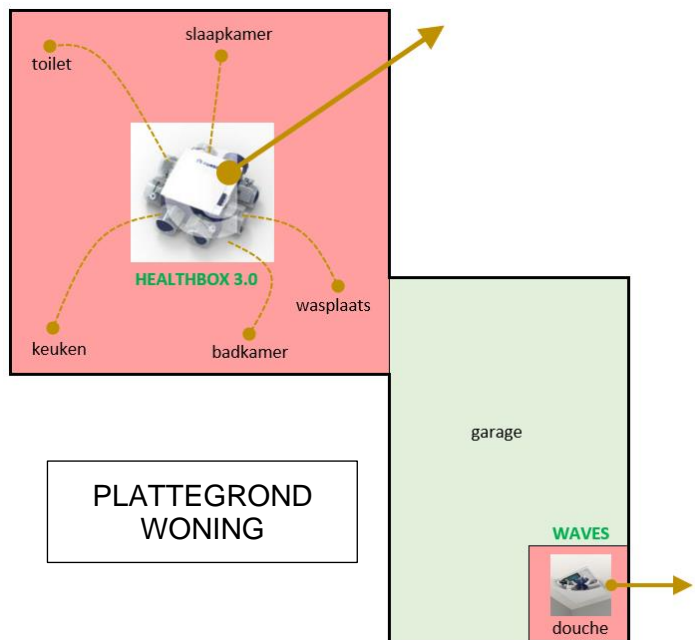 slaapkamer
toilet
HEALTHBOX 3.0
wasplaats
keuken
badkamer
garage
PLATTEGROND
WONING
WAVES
douche